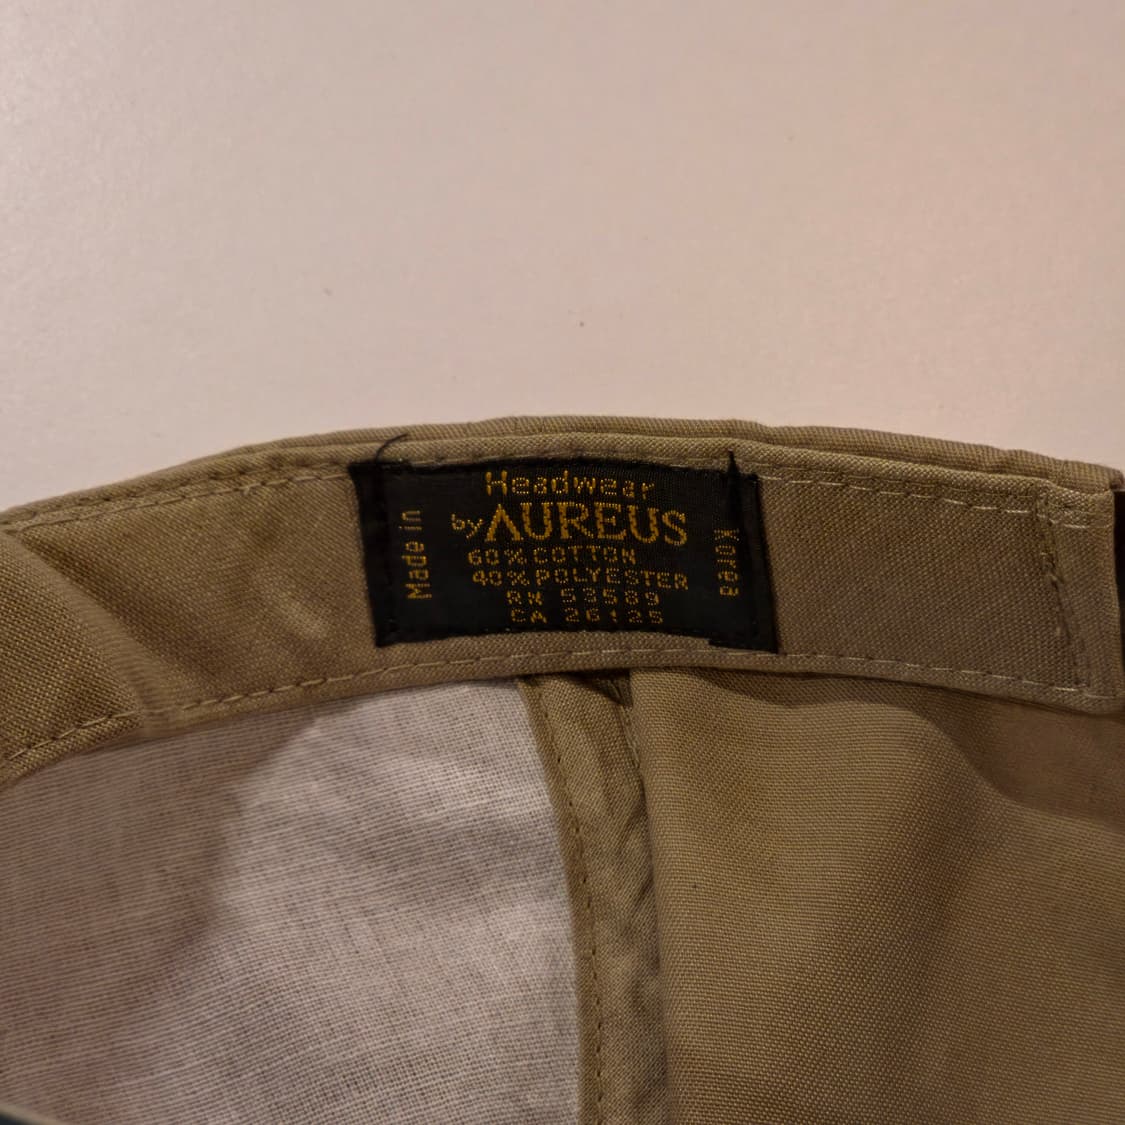 Headwear
by AUREUS
60% COTTON
40% POLYESTER
RN 53589
CA 26125
Made in
Korea